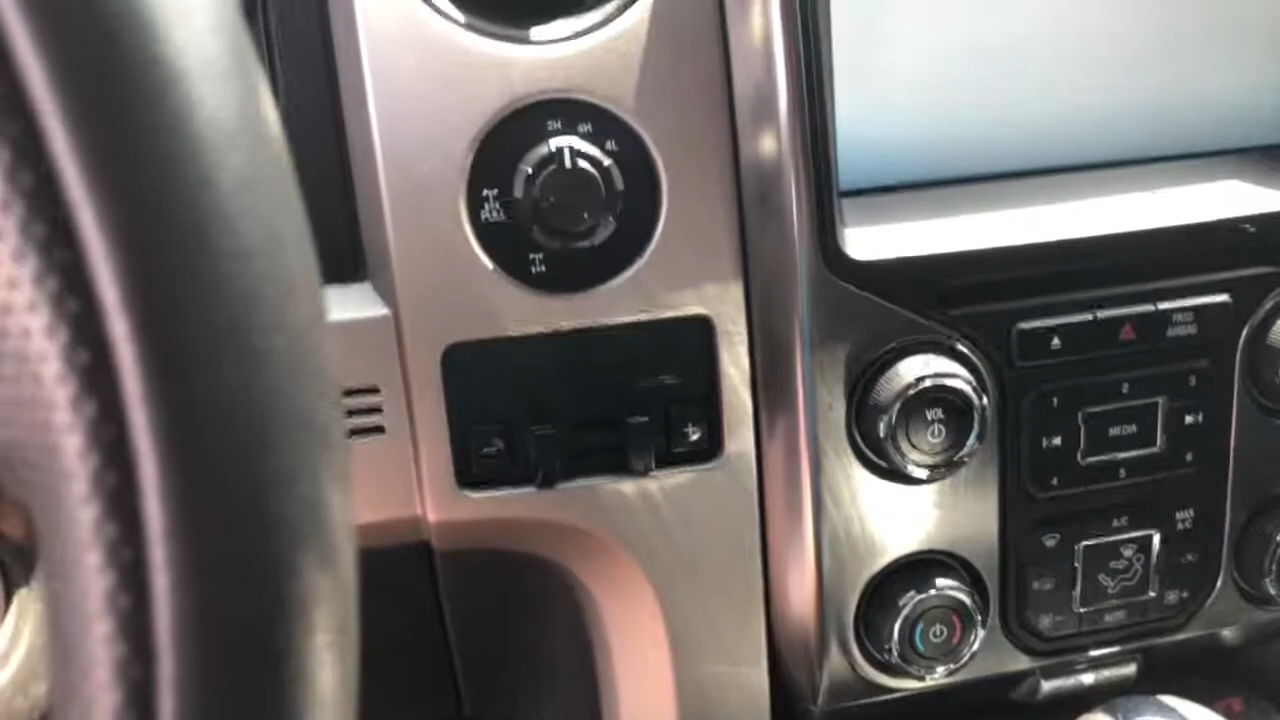 2H 4H 4L
PULL
PASS
AIRBAG
1 2 3
VOL
MEDIA
4 5 6
A/C
MAX
A/C
AUTO